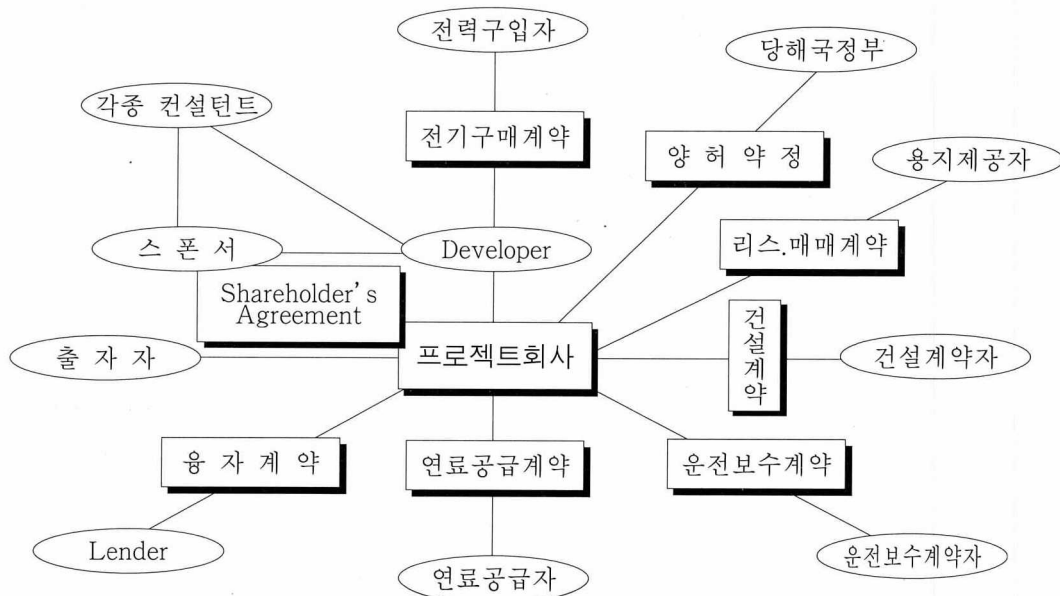 전력구입자
당해국정부
각종 컨설턴트
전기구매계약
양 허 약 정
용지제공자
스 폰 서
Developer
리스.매매계약
Shareholder's
Agreement
건설계약
출 자 자
프로젝트회사
건설계약자
융 자 계 약
연료공급계약
운전보수계약
Lender
연료공급자
운전보수계약자